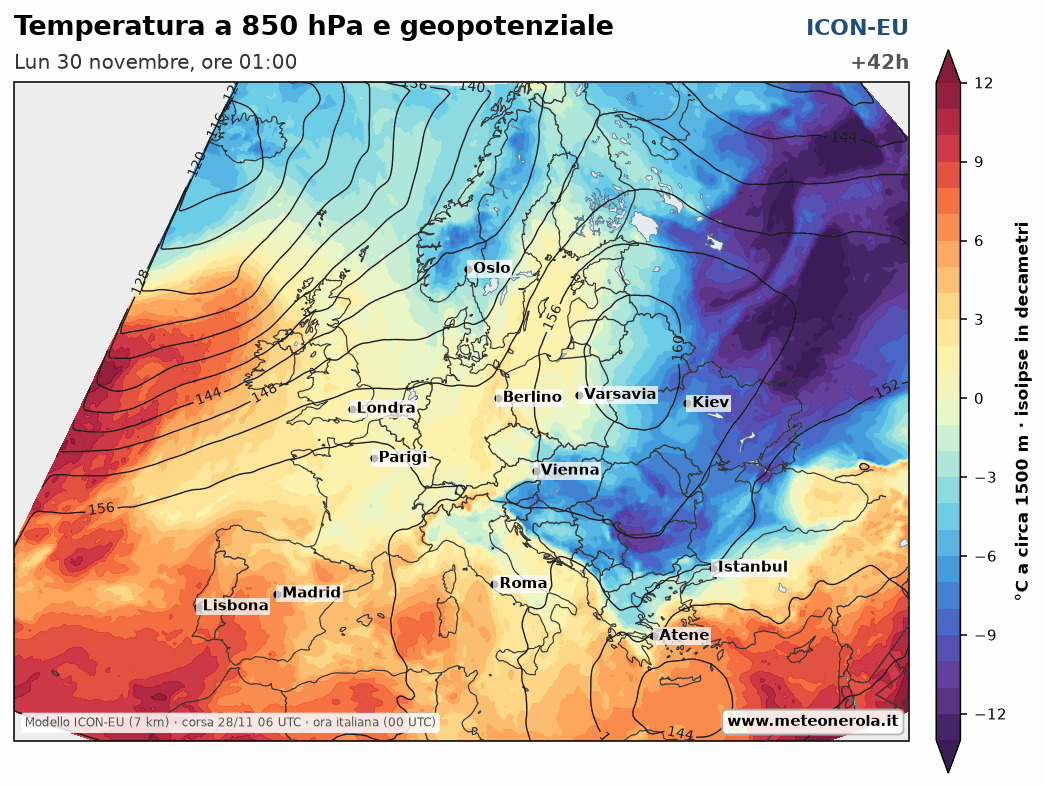 Temperatura a 850 hPa e geopotenziale
ICON-EU
Lun 30 novembre, ore 01:00
+42h
136
140
116
120
144
128
Oslo
156
160
144
148
152
Berlino
Varsavia
Kiev
Londra
Parigi
Vienna
156
Istanbul
Roma
Madrid
Lisbona
Atene
144
Modello ICON-EU (7 km) · corsa 28/11 06 UTC · ora italiana (00 UTC)
www.meteonerola.it
12
9
6
3
0
−3
−6
−9
−12
°C a circa 1500 m · isoipse in decametri